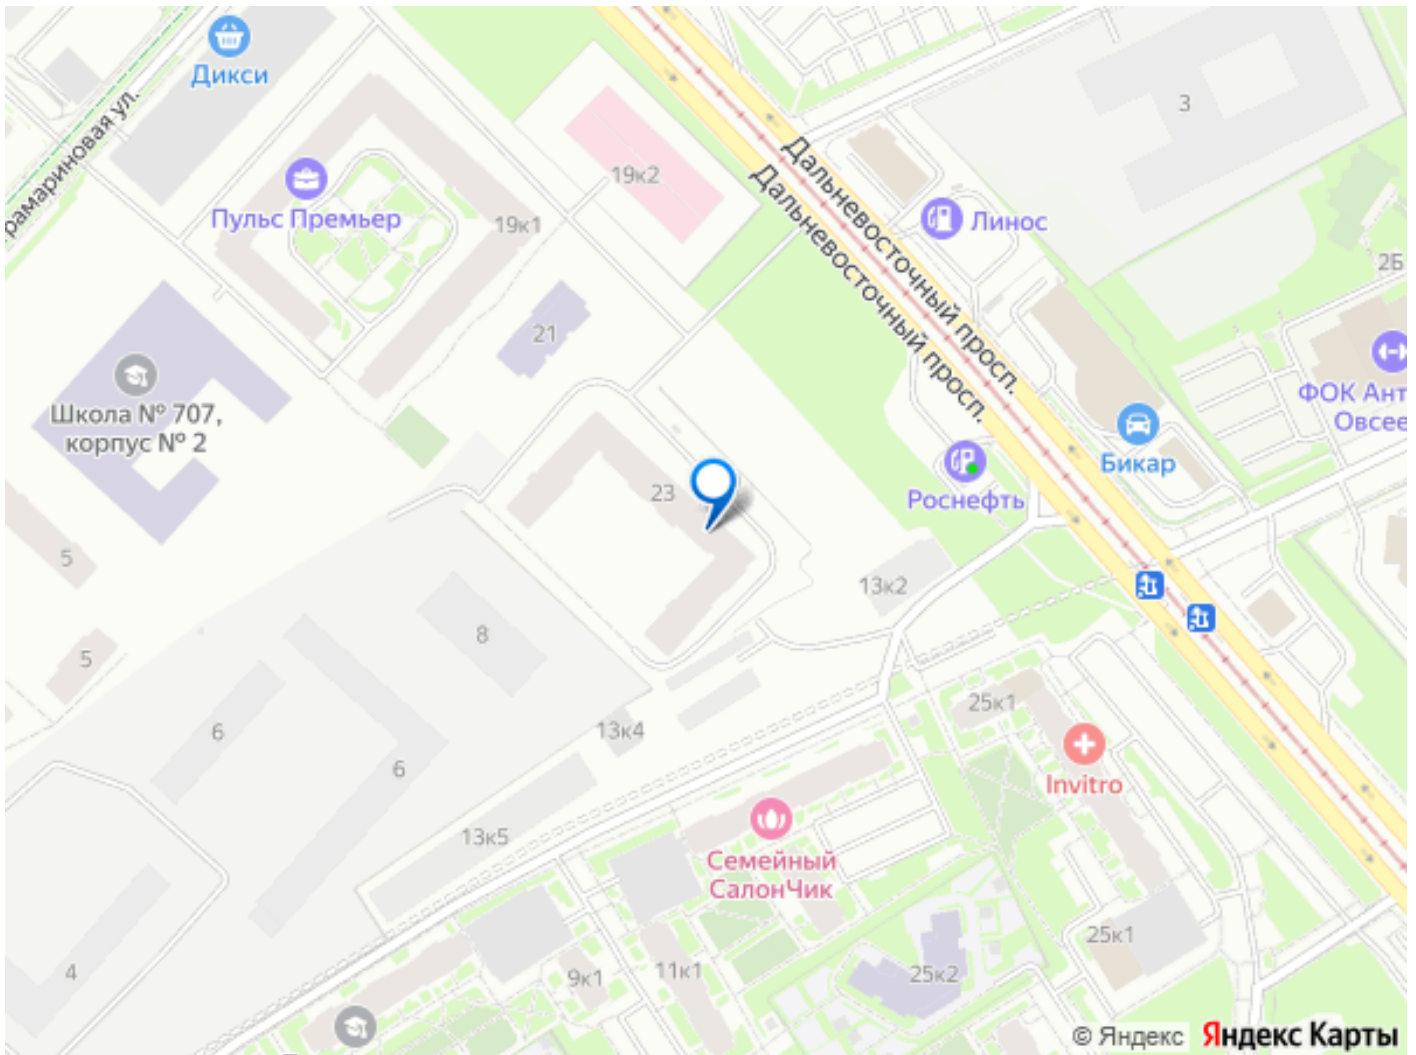 Дикси
3
19к2
Пульс Премьер
19к1
Дальневосточный просп.
Дальневосточный просп.
Линос
2Б
21
Школа № 707,
корпус № 2
ФОК Ант
Овсее
Бикар
23
Роснефть
5
13к2
8
5
25к1
6
13к4
6
Invitro
13к5
Семейный
СалонЧик
25к1
4
9к1
11к1
25к2
© Яндекс
Яндекс Карты